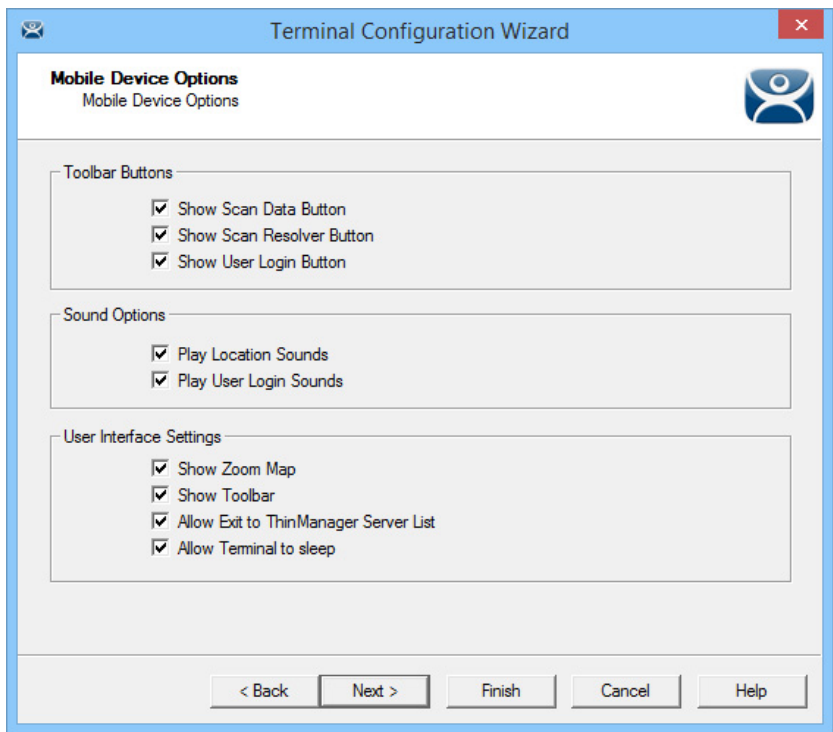 Terminal Configuration Wizard
Mobile Device Options
Mobile Device Options
Toolbar Buttons
Show Scan Data Button
Show Scan Resolver Button
Show User Login Button
Sound Options
Play Location Sounds
Play User Login Sounds
User Interface Settings
Show Zoom Map
Show Toolbar
Allow Exit to ThinManager Server List
Allow Terminal to sleep
< Back Next > Finish Cancel Help